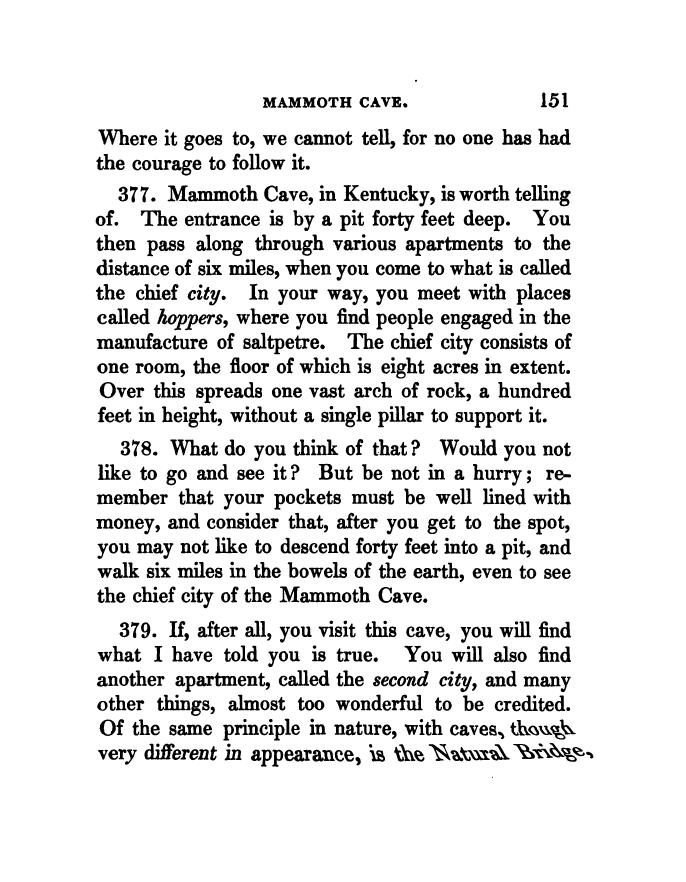 MAMMOTH CAVE. 151
Where it goes to, we cannot tell, for no one has had
the courage to follow it.
377. Mammoth Cave, in Kentucky, is worth telling
of. The entrance is by a pit forty feet deep. You
then pass along through various apartments to the
distance of six miles, when you come to what is called
the chief city. In your way, you meet with places
called hoppers, where you find people engaged in the
manufacture of saltpetre. The chief city consists of
one room, the floor of which is eight acres in extent.
Over this spreads one vast arch of rock, a hundred
feet in height, without a single pillar to support it.
378. What do you think of that? Would you not
like to go and see it? But be not in a hurry; re-
member that your pockets must be well lined with
money, and consider that, after you get to the spot,
you may not like to descend forty feet into a pit, and
walk six miles in the bowels of the earth, even to see
the chief city of the Mammoth Cave.
379. If, after all, you visit this cave, you will find
what I have told you is true. You will also find
another apartment, called the second city, and many
other things, almost too wonderful to be credited.
Of the same principle in nature, with caves, though
very different in appearance, is the Natural Bridge,